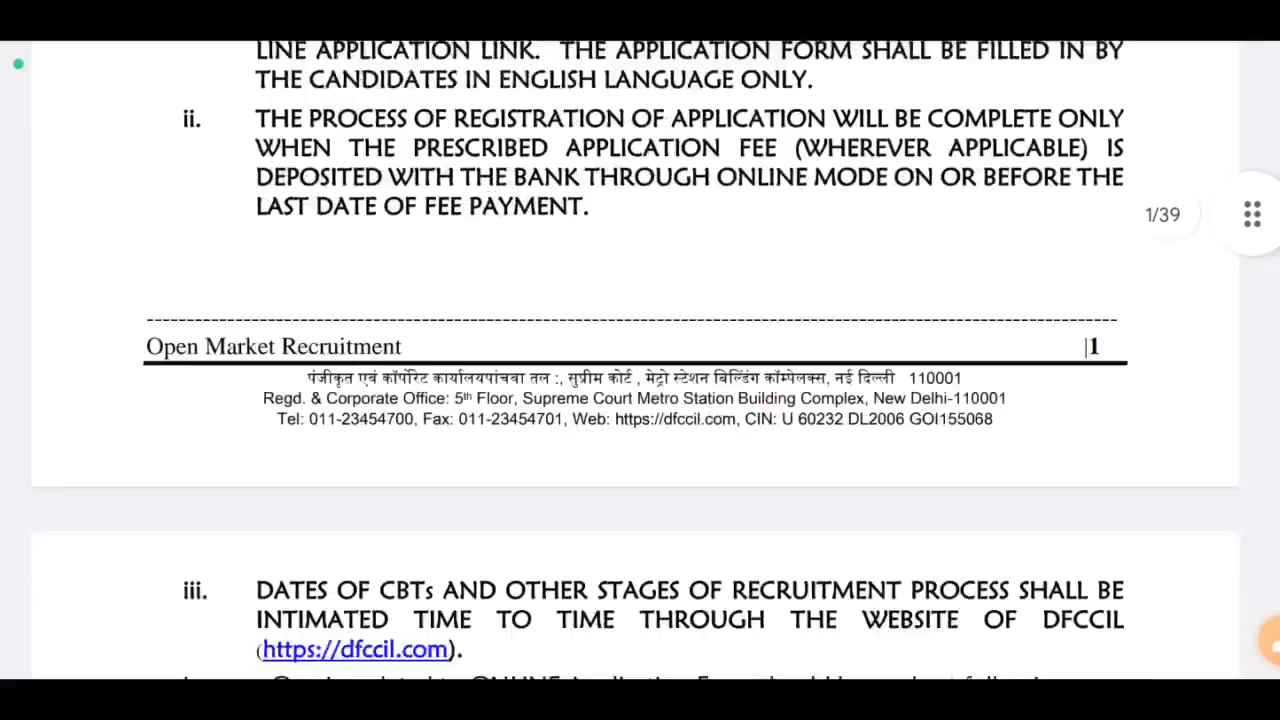 LINE APPLICATION LINK. THE APPLICATION FORM SHALL BE FILLED IN BY
THE CANDIDATES IN ENGLISH LANGUAGE ONLY.
ii. THE PROCESS OF REGISTRATION OF APPLICATION WILL BE COMPLETE ONLY
WHEN THE PRESCRIBED APPLICATION FEE (WHEREVER APPLICABLE) IS
DEPOSITED WITH THE BANK THROUGH ONLINE MODE ON OR BEFORE THE
LAST DATE OF FEE PAYMENT.
1/39
Open Market Recruitment |1
पंजीकृत एवं कॉर्पोरेट कार्यालयपांचवा तल :, सुप्रीम कोर्ट , मेट्रो स्टेशन बिल्डिंग कॉम्पेलक्स, नई दिल्ली 110001
Regd. & Corporate Office: 5th Floor, Supreme Court Metro Station Building Complex, New Delhi-110001
Tel: 011-23454700, Fax: 011-23454701, Web: https://dfccil.com, CIN: U 60232 DL2006 GOI155068
iii. DATES OF CBTs AND OTHER STAGES OF RECRUITMENT PROCESS SHALL BE
INTIMATED TIME TO TIME THROUGH THE WEBSITE OF DFCCIL
(https://dfccil.com).